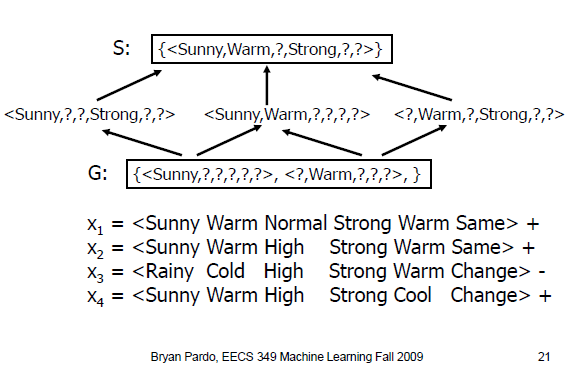 S: {<Sunny,Warm,?,Strong,?,?>}
<Sunny,?,?,Strong,?,?> <Sunny,Warm,?,?,?,?> <?,Warm,?,Strong,?,?>
G: {<Sunny,?,?,?,?,?>, <?,Warm,?,?,?>, }
x1 = <Sunny Warm Normal Strong Warm Same> +
x2 = <Sunny Warm High Strong Warm Same> +
x3 = <Rainy Cold High Strong Warm Change> -
x4 = <Sunny Warm High Strong Cool Change> +
Bryan Pardo, EECS 349 Machine Learning Fall 2009 21